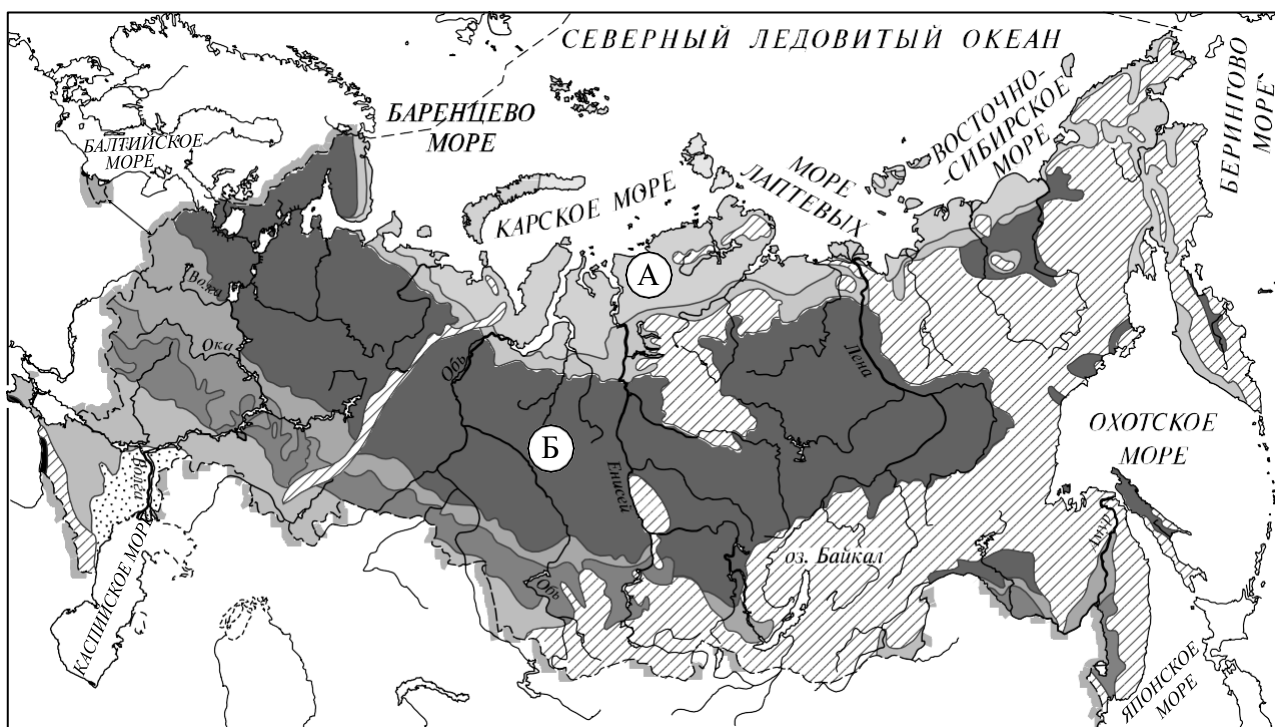 СЕВЕРНЫЙ ЛЕДОВИТЫЙ ОКЕАН
БАРЕНЦЕВО
МОРЕ
БАЛТИЙСКОЕ
МОРЕ
КАРСКОЕ МОРЕ
МОРЕ
ЛАПТЕВЫХ
ВОСТОЧНО-
-СИБИРСКОЕ
МОРЕ
БЕРИНГОВО
МОРЕ
А
Ока
Обь
Лена
Б
Енисей
ОХОТСКОЕ
МОРЕ
Волга
КАСПИЙСКОЕ МОРЕ
оз. Байкал
Обь
Амур
ЯПОНСКОЕ
МОРЕ